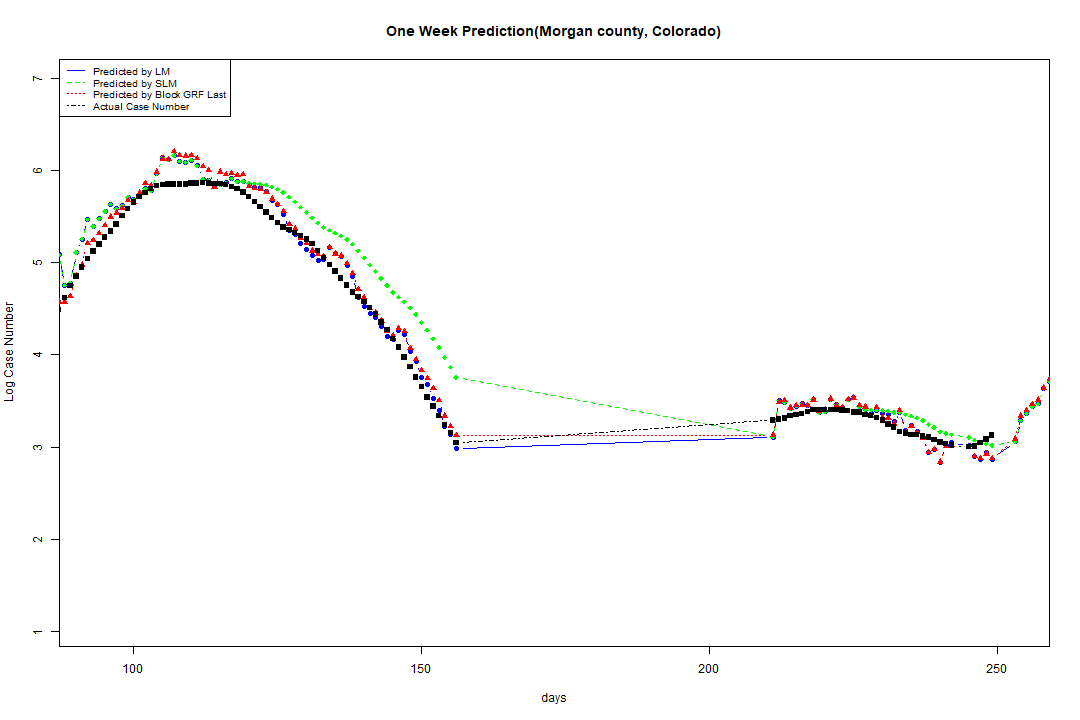 One Week Prediction(Morgan county, Colorado)
Predicted by LM
Predicted by SLM
Predicted by Block GRF Last
Actual Case Number
7
6
5
4
3
2
1
Log Case Number
100
150
200
250
days